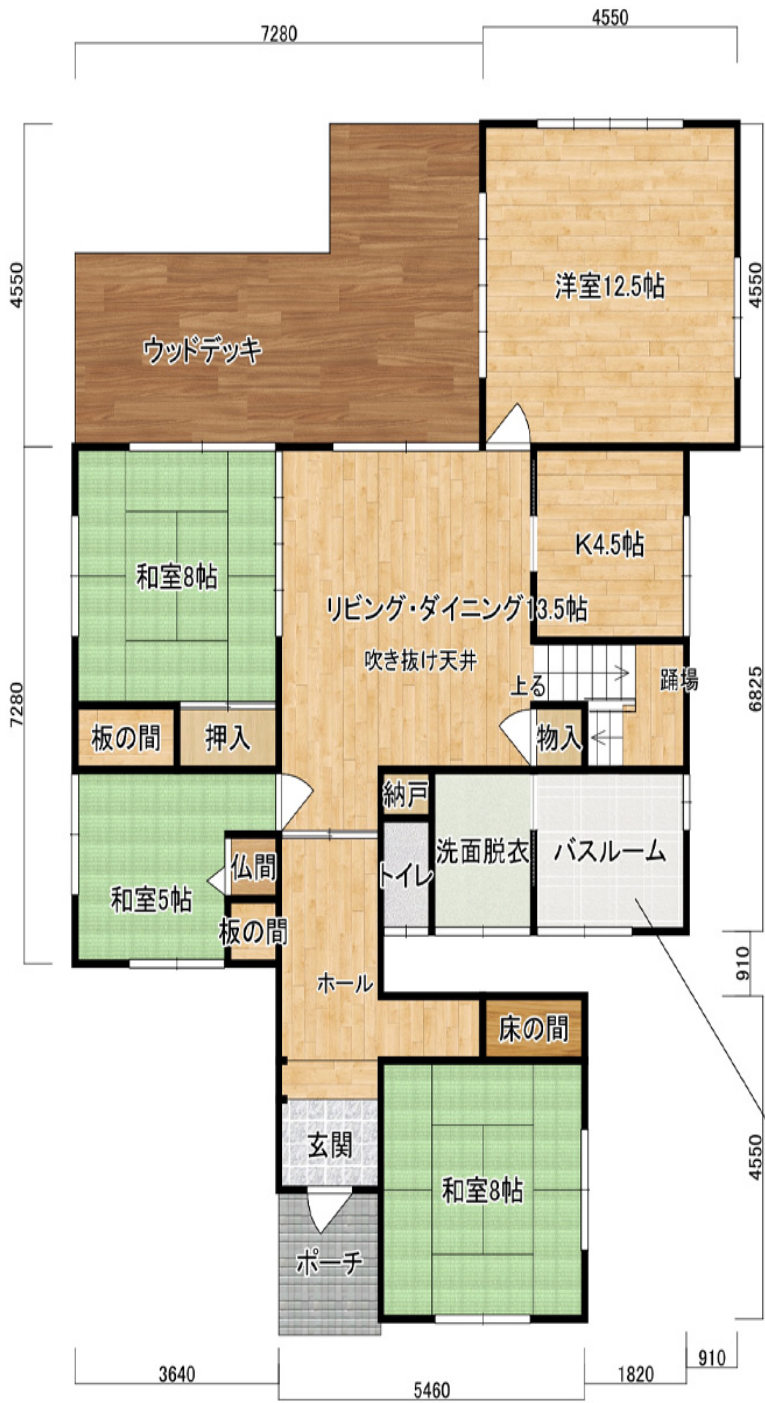 7280
4550
4550
4550
洋室12.5帖
ウッドデッキ
K4.5帖
和室8帖
リビング・ダイニング13.5帖
吹き抜け天井
上る
踊場
7280
6825
板の間
押入
物入
納戸
洗面脱衣
バスルーム
トイレ
仏間
和室5帖
板の間
910
ホール
床の間
玄関
4550
和室8帖
ポーチ
3640
5460
1820
910